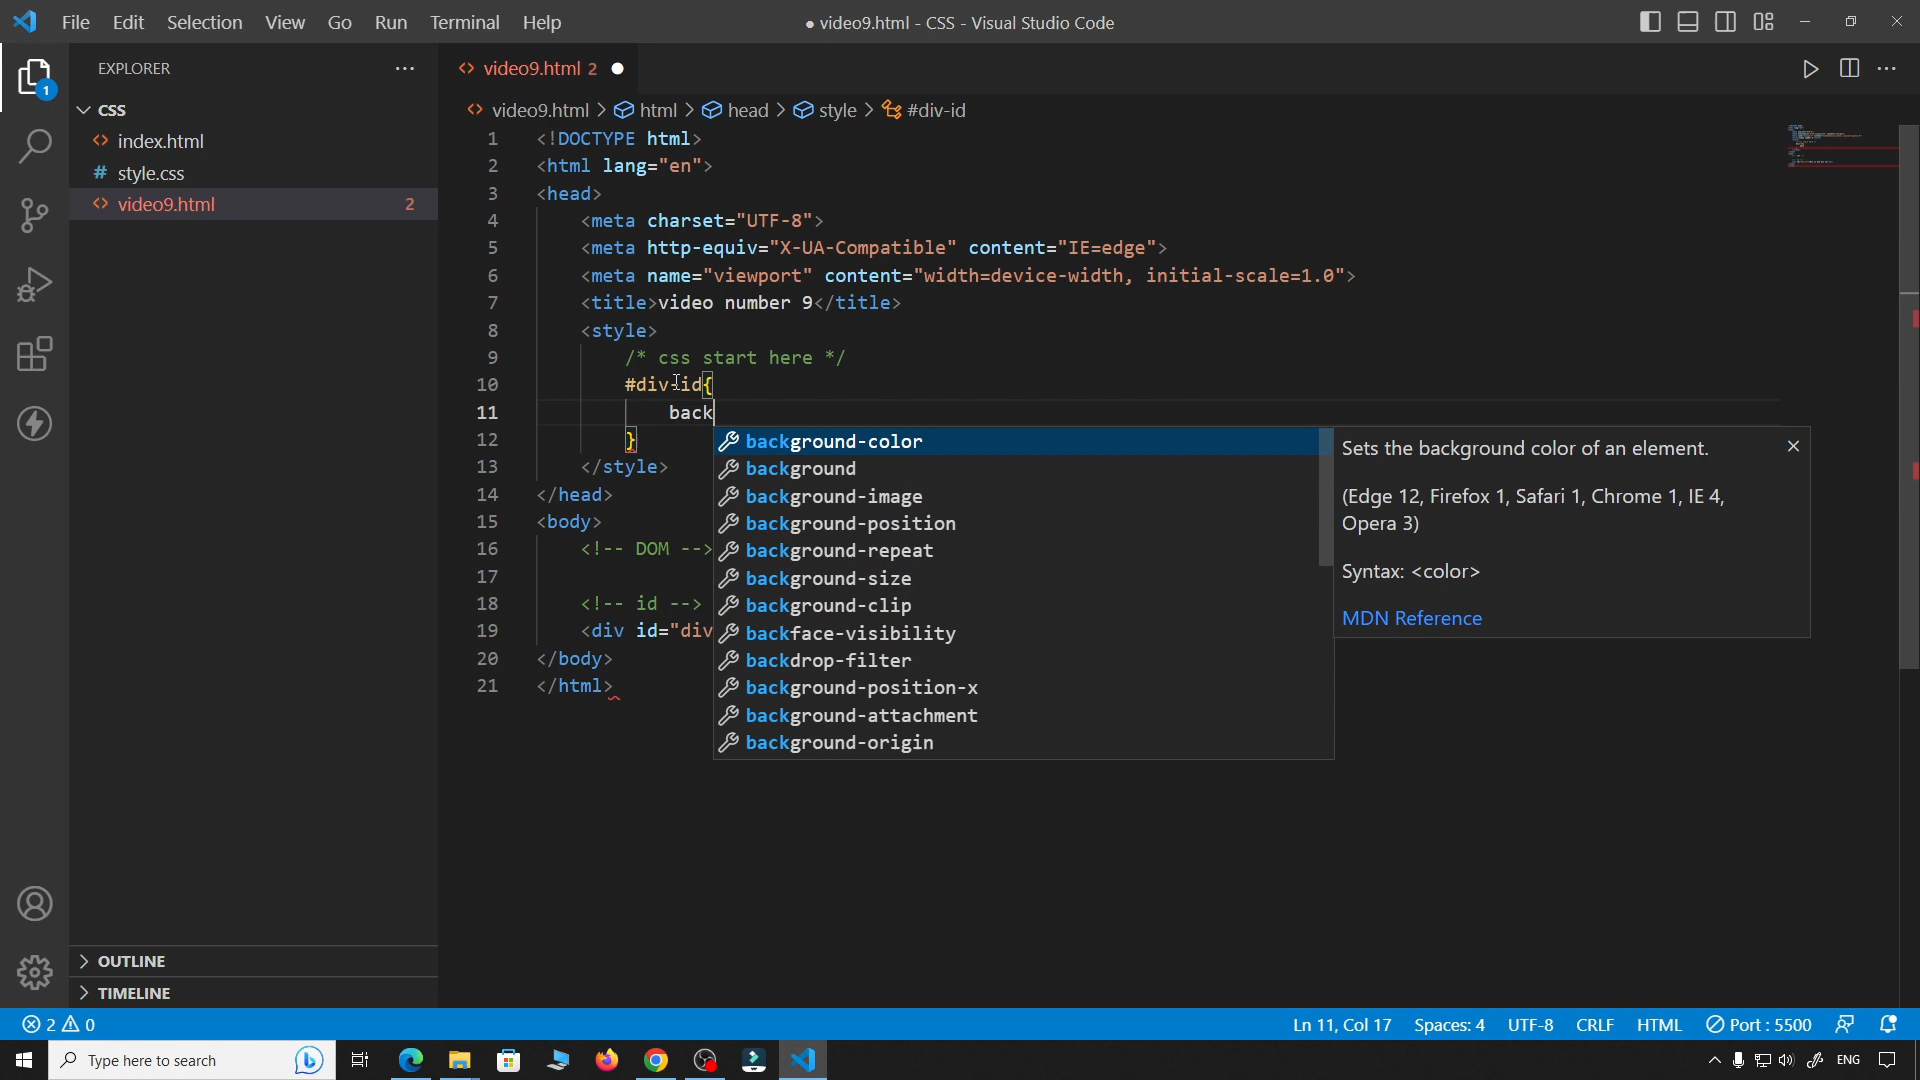 File Edit Selection View Go Run Terminal Help
● video9.html - CSS - Visual Studio Code
EXPLORER
CSS
index.html
# style.css
video9.html 2
OUTLINE
TIMELINE
1
video9.html 2
video9.html > html > head > style > #div-id
1 <!DOCTYPE html>
2 <html lang="en">
3 <head>
4 <meta charset="UTF-8">
5 <meta http-equiv="X-UA-Compatible" content="IE=edge">
6 <meta name="viewport" content="width=device-width, initial-scale=1.0">
7 <title>video number 9</title>
8 <style>
9 /* css start here */
10 #div-id{
11 back
12 }
13 </style>
14 </head>
15 <body>
16 <!-- DOM -->
17
18 <!-- id -->
19 <div id="div
20 </body>
21 </html>
background-color
background
background-image
background-position
background-repeat
background-size
background-clip
backface-visibility
backdrop-filter
background-position-x
background-attachment
background-origin
Sets the background color of an element.
(Edge 12, Firefox 1, Safari 1, Chrome 1, IE 4,
Opera 3)
Syntax: <color>
MDN Reference
2 0
Ln 11, Col 17 Spaces: 4 UTF-8 CRLF HTML Port : 5500
Type here to search
ENG